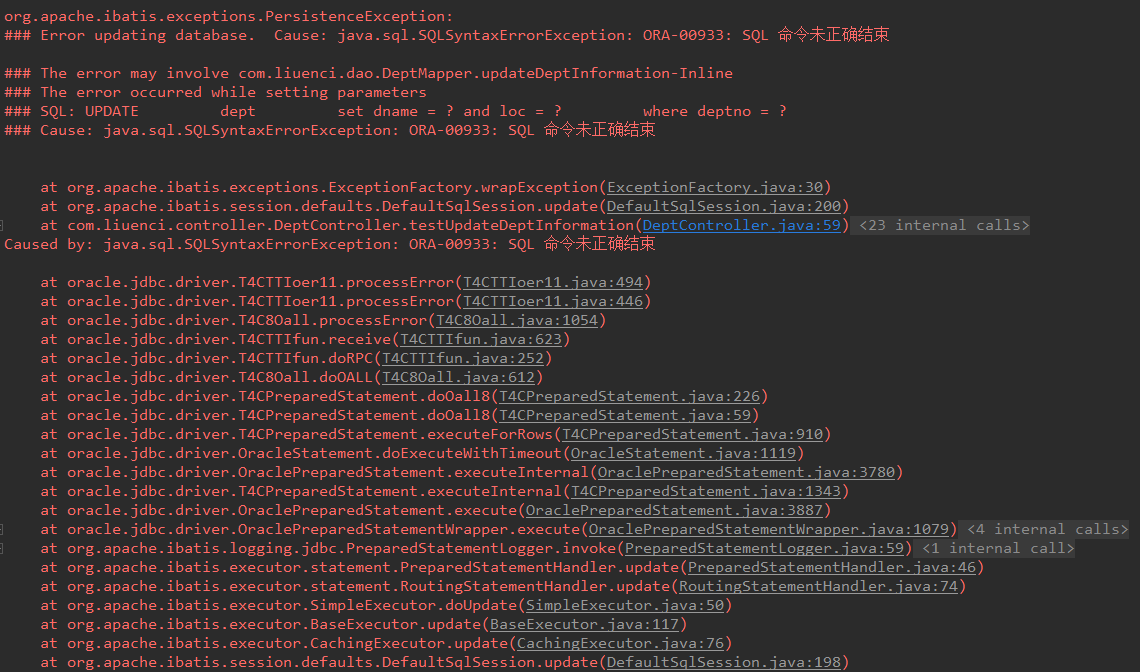 org.apache.ibatis.exceptions.PersistenceException:
### Error updating database.  Cause: java.sql.SQLSyntaxErrorException: ORA-00933: SQL 命令未正确结束
### The error may involve com.liuenci.dao.DeptMapper.updateDeptInformation-Inline
### The error occurred while setting parameters
### SQL: UPDATE         dept         set dname = ? and loc = ?         where deptno = ?
### Cause: java.sql.SQLSyntaxErrorException: ORA-00933: SQL 命令未正确结束
at org.apache.ibatis.exceptions.ExceptionFactory.wrapException(ExceptionFactory.java:30)
at org.apache.ibatis.session.defaults.DefaultSqlSession.update(DefaultSqlSession.java:200)
at com.liuenci.controller.DeptController.testUpdateDeptInformation(DeptController.java:59) <23 internal calls>
Caused by: java.sql.SQLSyntaxErrorException: ORA-00933: SQL 命令未正确结束
at oracle.jdbc.driver.T4CTTIoer11.processError(T4CTTIoer11.java:494)
at oracle.jdbc.driver.T4CTTIoer11.processError(T4CTTIoer11.java:446)
at oracle.jdbc.driver.T4C8Oall.processError(T4C8Oall.java:1054)
at oracle.jdbc.driver.T4CTTIfun.receive(T4CTTIfun.java:623)
at oracle.jdbc.driver.T4CTTIfun.doRPC(T4CTTIfun.java:252)
at oracle.jdbc.driver.T4C8Oall.doOALL(T4C8Oall.java:612)
at oracle.jdbc.driver.T4CPreparedStatement.doOall8(T4CPreparedStatement.java:226)
at oracle.jdbc.driver.T4CPreparedStatement.doOall8(T4CPreparedStatement.java:59)
at oracle.jdbc.driver.T4CPreparedStatement.executeForRows(T4CPreparedStatement.java:910)
at oracle.jdbc.driver.OracleStatement.doExecuteWithTimeout(OracleStatement.java:1119)
at oracle.jdbc.driver.OraclePreparedStatement.executeInternal(OraclePreparedStatement.java:3780)
at oracle.jdbc.driver.T4CPreparedStatement.executeInternal(T4CPreparedStatement.java:1343)
at oracle.jdbc.driver.OraclePreparedStatement.execute(OraclePreparedStatement.java:3887)
at oracle.jdbc.driver.OraclePreparedStatementWrapper.execute(OraclePreparedStatementWrapper.java:1079) <4 internal calls>
at org.apache.ibatis.logging.jdbc.PreparedStatementLogger.invoke(PreparedStatementLogger.java:59) <1 internal call>
at org.apache.ibatis.executor.statement.PreparedStatementHandler.update(PreparedStatementHandler.java:46)
at org.apache.ibatis.executor.statement.RoutingStatementHandler.update(RoutingStatementHandler.java:74)
at org.apache.ibatis.executor.SimpleExecutor.doUpdate(SimpleExecutor.java:50)
at org.apache.ibatis.executor.BaseExecutor.update(BaseExecutor.java:117)
at org.apache.ibatis.executor.CachingExecutor.update(CachingExecutor.java:76)
at org.apache.ibatis.session.defaults.DefaultSqlSession.update(DefaultSqlSession.java:198)